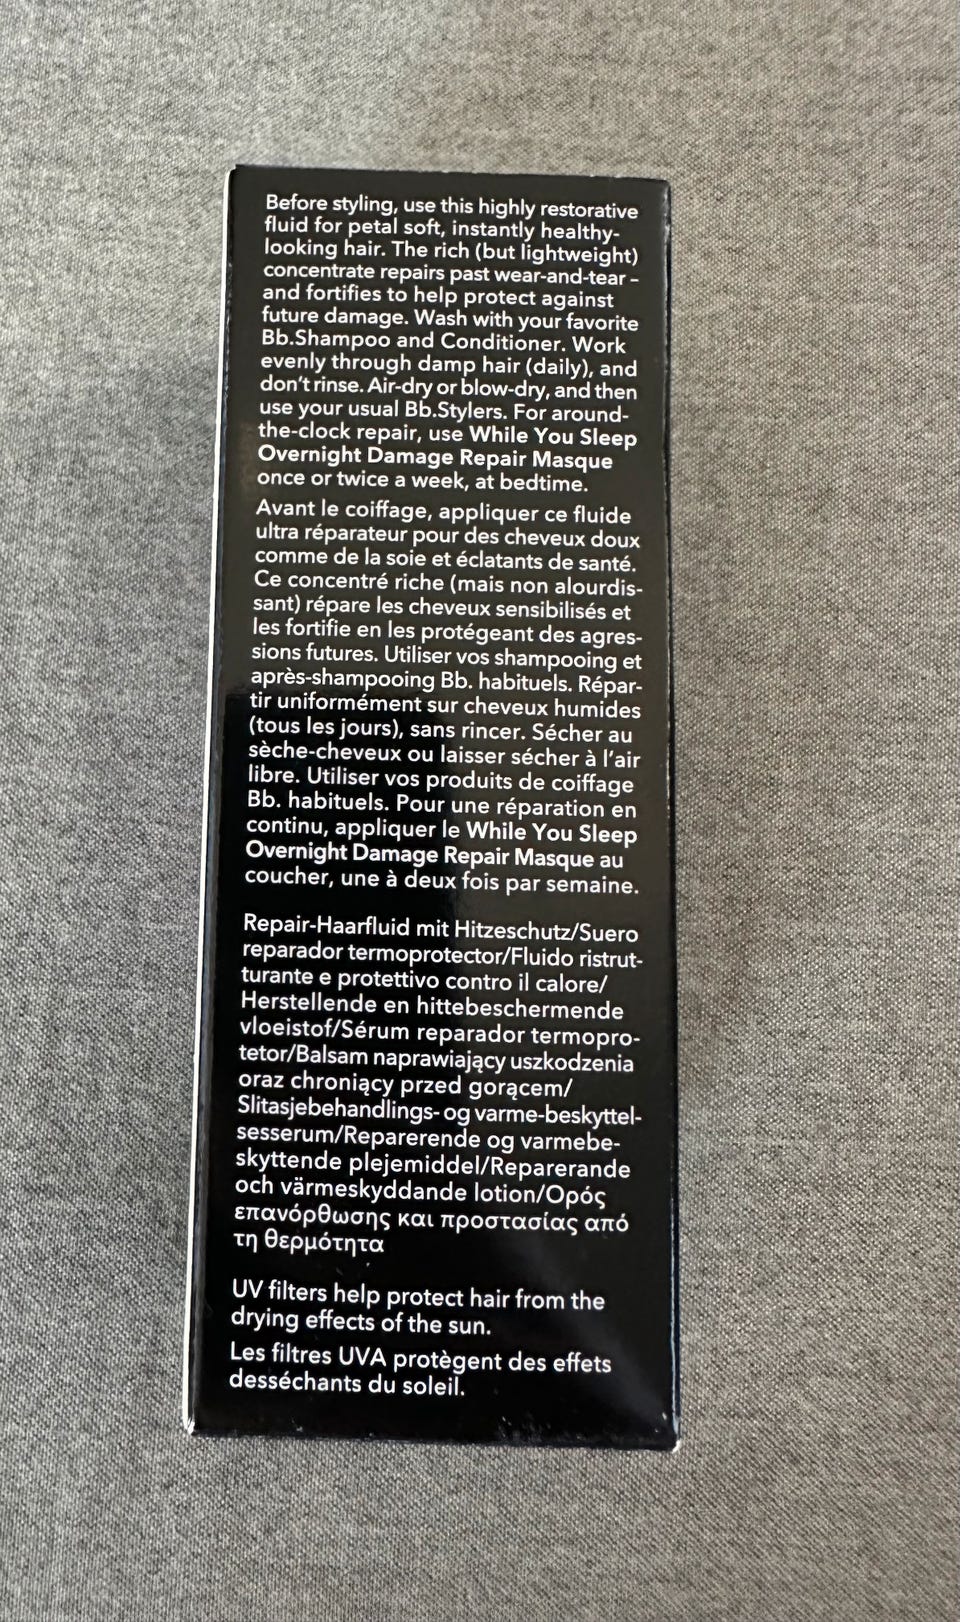 Before styling, use this highly restorative
fluid for petal soft, instantly healthy-
looking hair. The rich (but lightweight)
concentrate repairs past wear-and-tear –
and fortifies to help protect against
future damage. Wash with your favorite
Bb.Shampoo and Conditioner. Work
evenly through damp hair (daily), and
don't rinse. Air-dry or blow-dry, and then
use your usual Bb.Stylers. For around-
the-clock repair, use While You Sleep
Overnight Damage Repair Masque
once or twice a week, at bedtime.
Avant le coiffage, appliquer ce fluide
ultra réparateur pour des cheveux doux
comme de la soie et éclatants de santé.
Ce concentré riche (mais non alourdis-
sant) répare les cheveux sensibilisés et
les fortifie en les protégeant des agres-
sions futures. Utiliser vos shampooing et
après-shampooing Bb. habituels. Répar-
tir uniformément sur cheveux humides
(tous les jours), sans rincer. Sécher au
sèche-cheveux ou laisser sécher à l'air
libre. Utiliser vos produits de coiffage
Bb. habituels. Pour une réparation en
continu, appliquer le While You Sleep
Overnight Damage Repair Masque au
coucher, une à deux fois par semaine.
Repair-Haarfluid mit Hitzeschutz/Suero
reparador termoprotector/Fluido ristrut-
turante e protettivo contro il calore/
Herstellende en hittebeschermende
vloeistof/Sérum reparador termopro-
tetor/Balsam naprawiający uszkodzenia
oraz chroniący przed gorącem/
Slitasjebehandlings- og varme-beskyttel-
sesserum/Reparerende og varmebe-
skyttende plejemiddel/Reparerande
och värmeskyddande lotion/Ορός
επανόρθωσης και προστασίας από
τη θερμότητα
UV filters help protect hair from the
drying effects of the sun.
Les filtres UVA protègent des effets
desséchants du soleil.